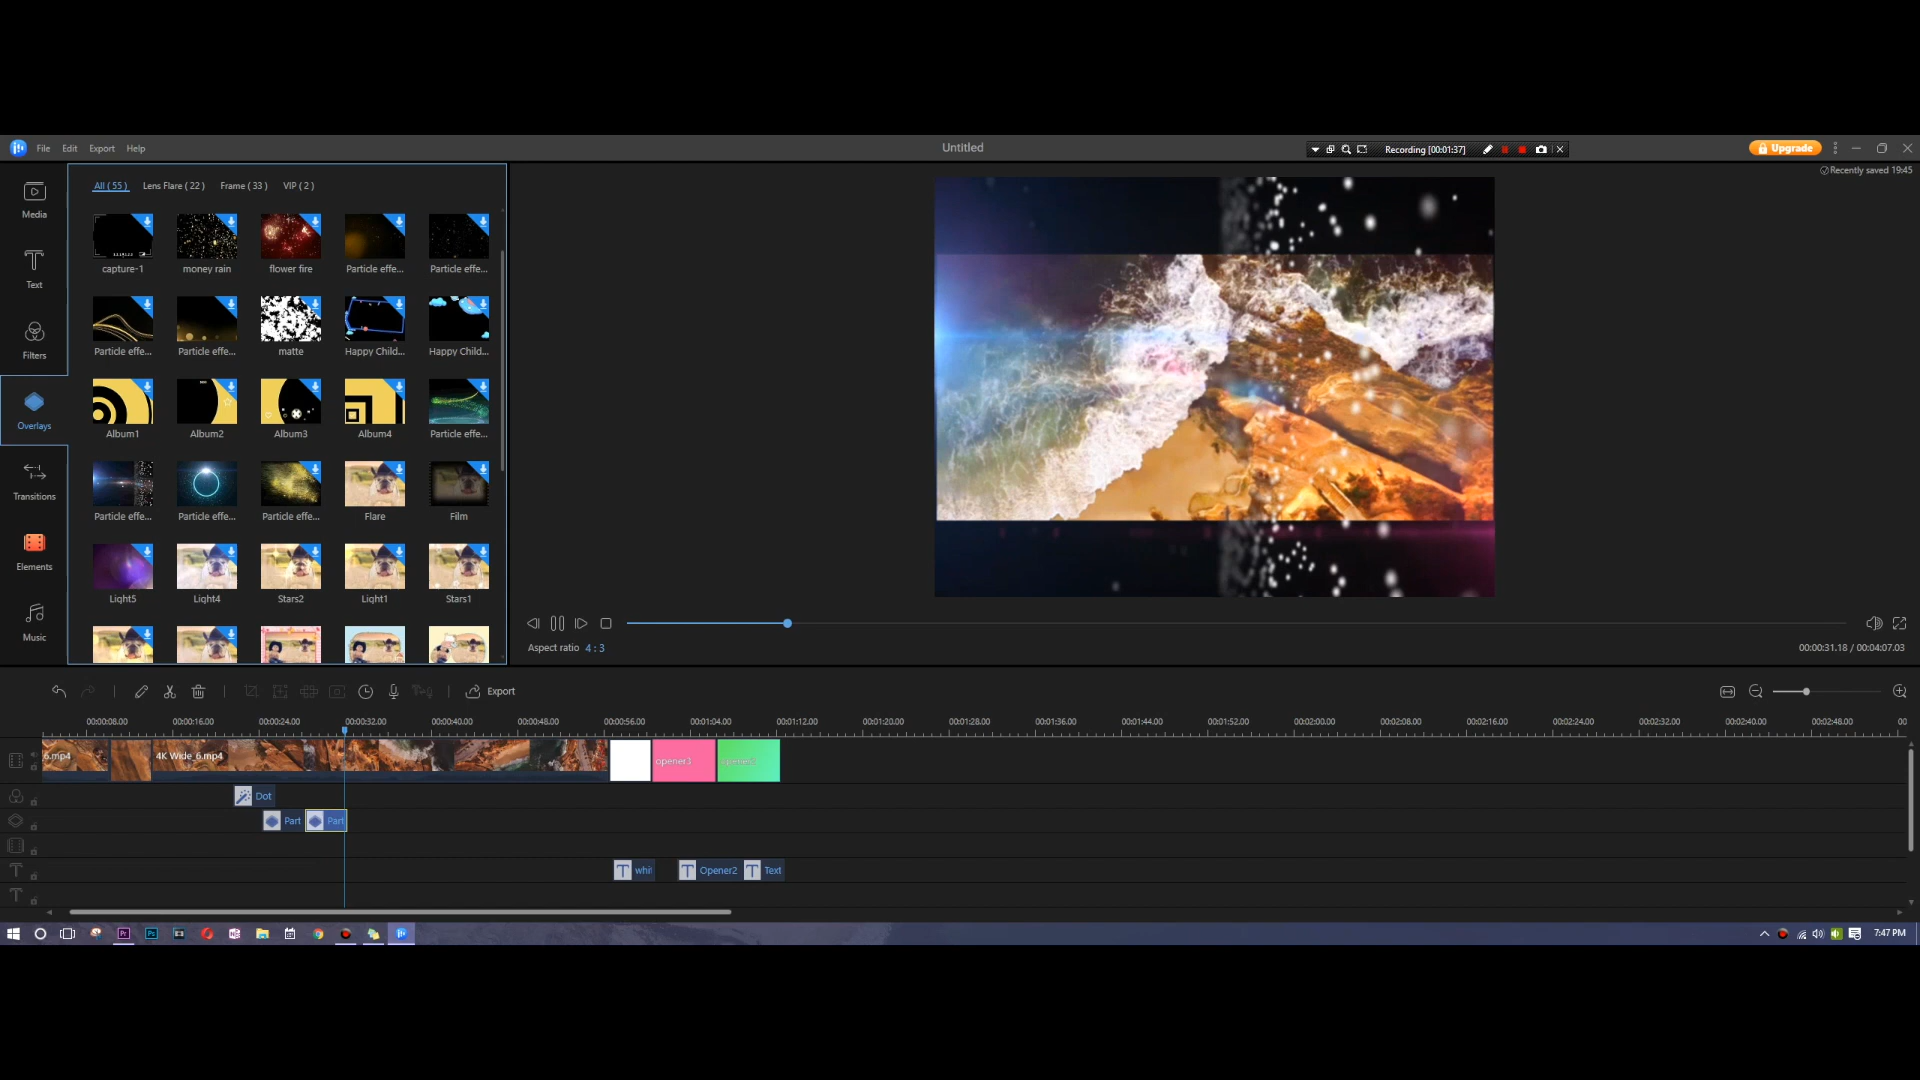 File Edit Export Help
Untitled
Recording [00:01:37]
Upgrade
Recently saved 19:45
Media
Text
Filters
Overlays
Transitions
Elements
Music
All ( 55 ) Lens Flare ( 22 ) Frame ( 33 ) VIP ( 2 )
capture-1 money rain flower fire Particle effe... Particle effe...
Particle effe... Particle effe... matte Happy Child... Happy Child...
Album1 Album2 Album3 Album4 Particle effe...
Particle effe... Particle effe... Particle effe... Flare Film
Light5 Light4 Stars2 Light1 Stars1
Aspect ratio 4 : 3
00:00:31.18 / 00:04:07.03
Export
00:00:08.00 00:00:16.00 00:00:24.00 00:00:32.00 00:00:40.00 00:00:48.00 00:00:56.00 00:01:04.00 00:01:12.00 00:01:20.00 00:01:28.00 00:01:36.00 00:01:44.00 00:01:52.00 00:02:00.00 00:02:08.00 00:02:16.00 00:02:24.00 00:02:32.00 00:02:40.00 00:02:48.00 00
6.mp4 4K Wide_6.mp4 opener3
Dot
Part Part
whi Opener2 Text
7:47 PM